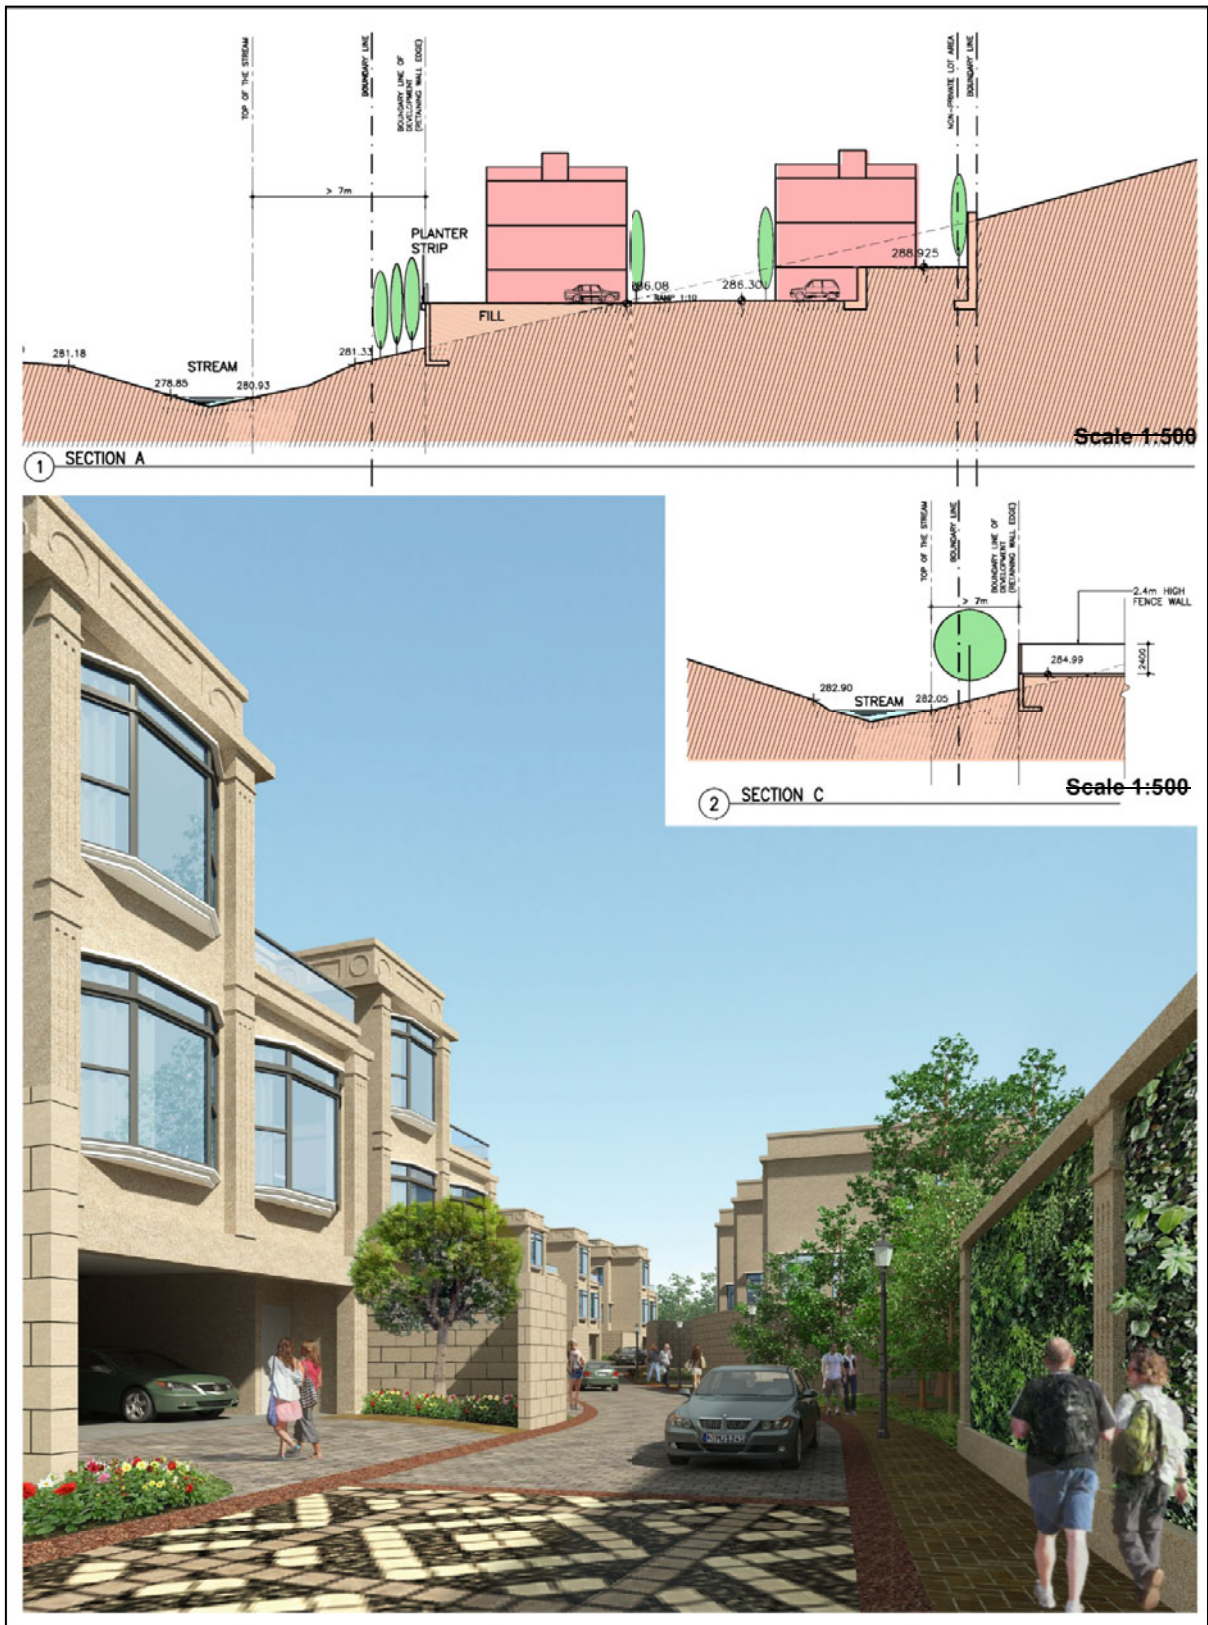 TOP OF THE STREAM
BOUNDARY LINE
BOUNDARY LINE OF
DEVELOPMENT
(RETAINING WALL EDGE)
NON-PRIVATE LOT AREA
BOUNDARY LINE
> 7m
PLANTER
STRIP
288.925
286.30
RAMP 1:10
FILL
281.18
STREAM
281.33
278.85
280.93
Scale 1:500
1 SECTION A
TOP OF THE STREAM
BOUNDARY LINE
BOUNDARY LINE OF
DEVELOPMENT
(RETAINING WALL EDGE)
> 7m
2.4m HIGH
FENCE WALL
284.99
2400
282.90
STREAM
282.05
Scale 1:500
2 SECTION C